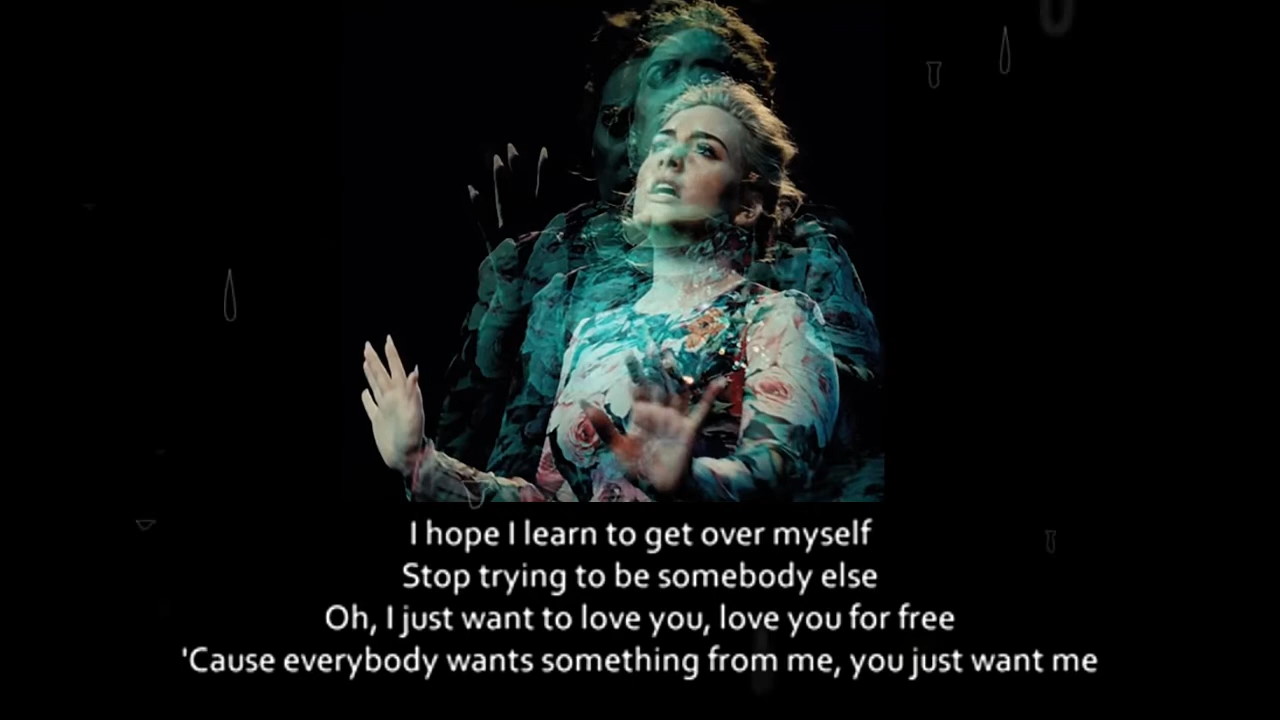 I hope I learn to get over myself
Stop trying to be somebody else
Oh, I just want to love you, love you for free
'Cause everybody wants something from me, you just want me